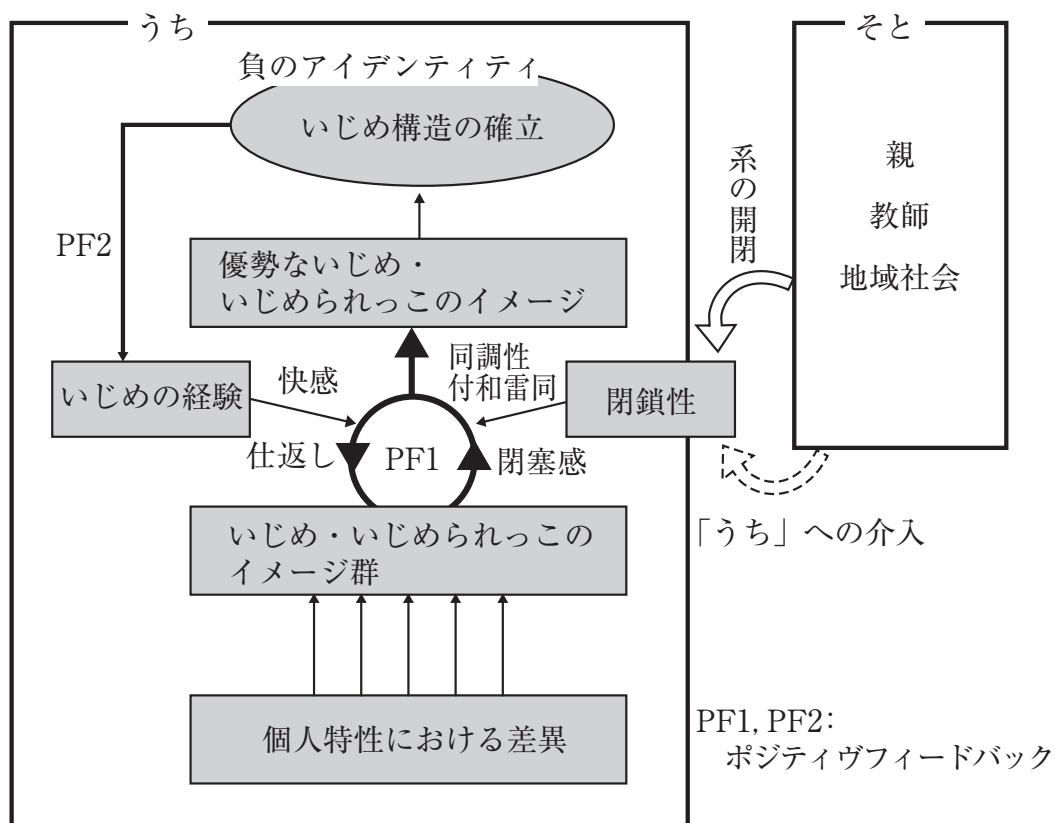 うち
そと
負のアイデンティティ
いじめ構造の確立
親
教師
地域社会
系の開閉
PF2
優勢ないじめ・
いじめられっこのイメージ
同調性
付和雷同
快感
いじめの経験
閉鎖性
仕返し
PF1
閉塞感
いじめ・いじめられっこの
イメージ群
「うち」への介入
個人特性における差異
PF1, PF2:
ポジティヴフィードバック